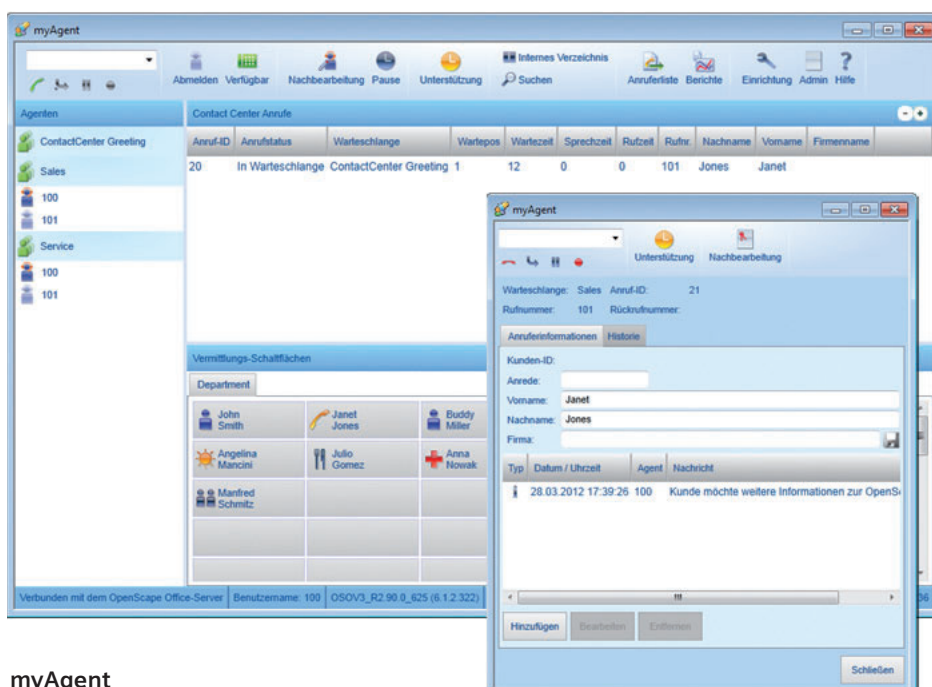 myAgent
Internes Verzeichnis
Abmelden Verfügbar Nachbearbeitung Pause Unterstützung Suchen Anruferliste Berichte Einrichtung Admin Hilfe
Agenten
ContactCenter Greeting
Sales
100
101
Service
100
101
Contact Center Anrufe
Anruf-ID Anrufstatus Warteschlange Wartepos Wartezeit Sprechzeit Rufzeit Rufnr. Nachname Vorname Firmenname
20 In Warteschlange ContactCenter Greeting 1 12 0 0 101 Jones Janet
Vermittlungs-Schaltflächen
Department
John Smith
Janet Jones
Buddy Miller
Angelina Mancini
Julio Gomez
Anna Nowak
Manfred Schmitz
Verbunden mit dem OpenScape Office-Server Benutzername: 100 OSOV3_R2.90.0_625 (6.1.2.322)
36
myAgent
Unterstützung Nachbearbeitung
Warteschlange: Sales Anruf-ID: 21
Rufnummer: 101 Rückrufnummer:
Anruferinformationen Historie
Kunden-ID:
Anrede:
Vorname: Janet
Nachname: Jones
Firma:
Typ Datum / Uhrzeit Agent Nachricht
28.03.2012 17:39:26 100 Kunde möchte weitere Informationen zur OpenS
Hinzufügen Bearbeiten Entfernen
Schließen
myAgent